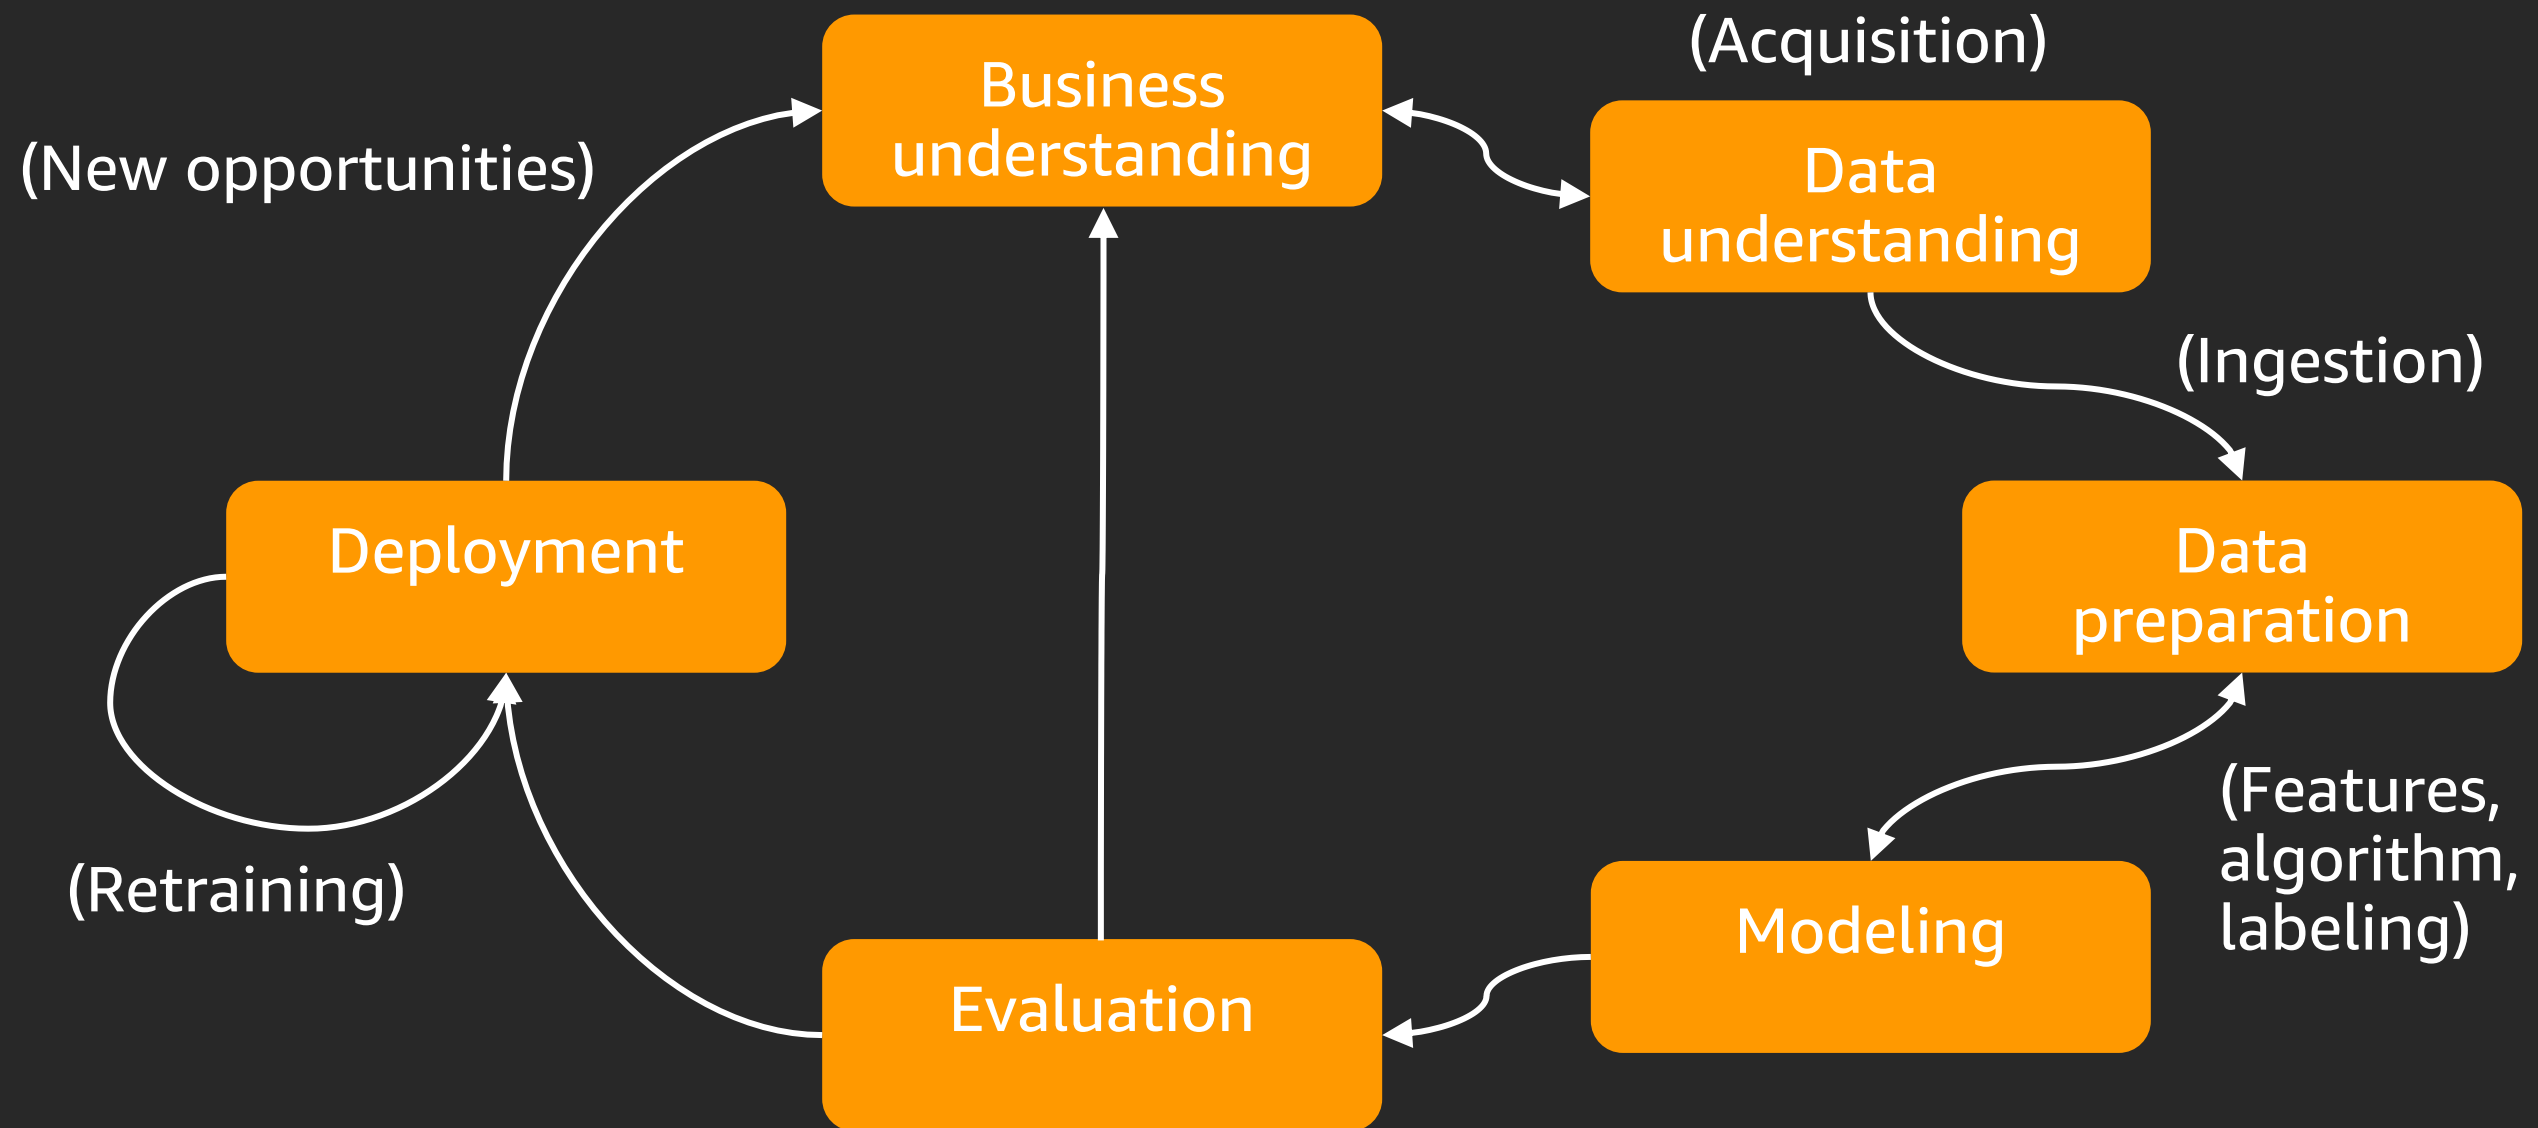 Business
understanding
(Acquisition)
Data
understanding
(New opportunities)
(Ingestion)
Deployment
Data
preparation
(Retraining)
(Features,
algorithm,
labeling)
Modeling
Evaluation